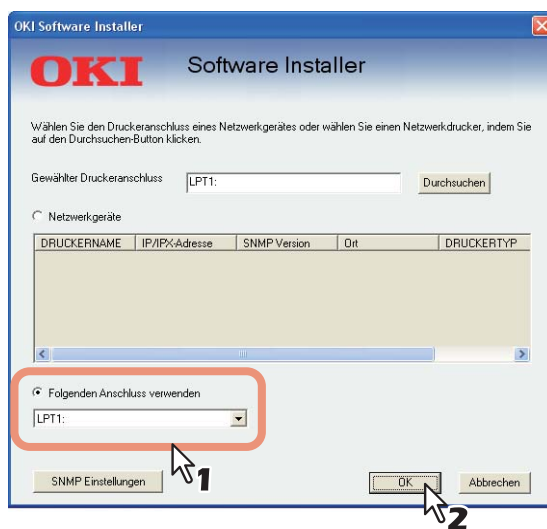 OKI Software Installer
OKI Software Installer
Wählen Sie den Druckeranschluss eines Netzwerkgerätes oder wählen Sie einen Netzwerkdrucker, indem Sie
auf den Durchsuchen-Button klicken.
Gewählter Druckeranschluss LPT1: Durchsuchen
Netzwerkgeräte
DRUCKERNAME IP/IPX-Adresse SNMP Version Ort DRUCKERTYP
Folgenden Anschluss verwenden
LPT1:
1
SNMP Einstellungen OK Abbrechen
2